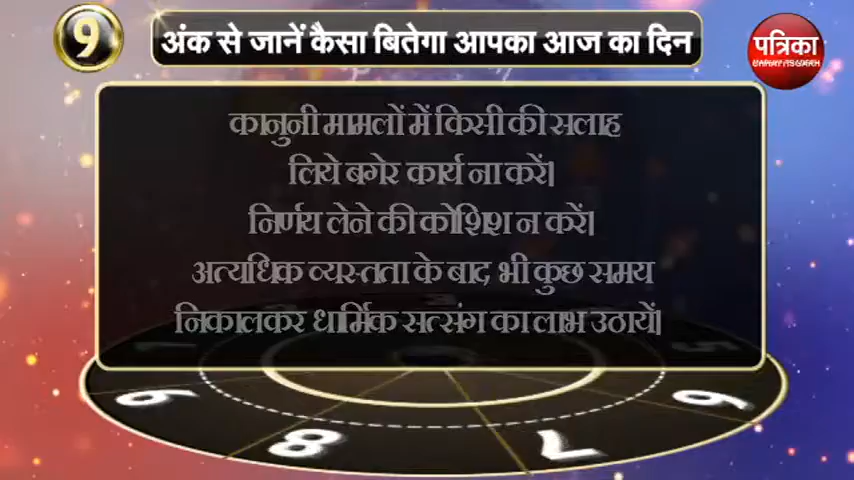 9
अंक से जानें कैसा बितेगा आपका आज का दिन
पत्रिका
कानुनी मामलों में किसी की सलाह
लिये बगेर कार्य ना करें।
निर्णय लेने की कोशिश न करें।
अत्यधिक व्यस्तता के बाद भी कुछ समय
निकालकर धार्मिक सत्संग का लाभ उठायें।
9 8 7 6